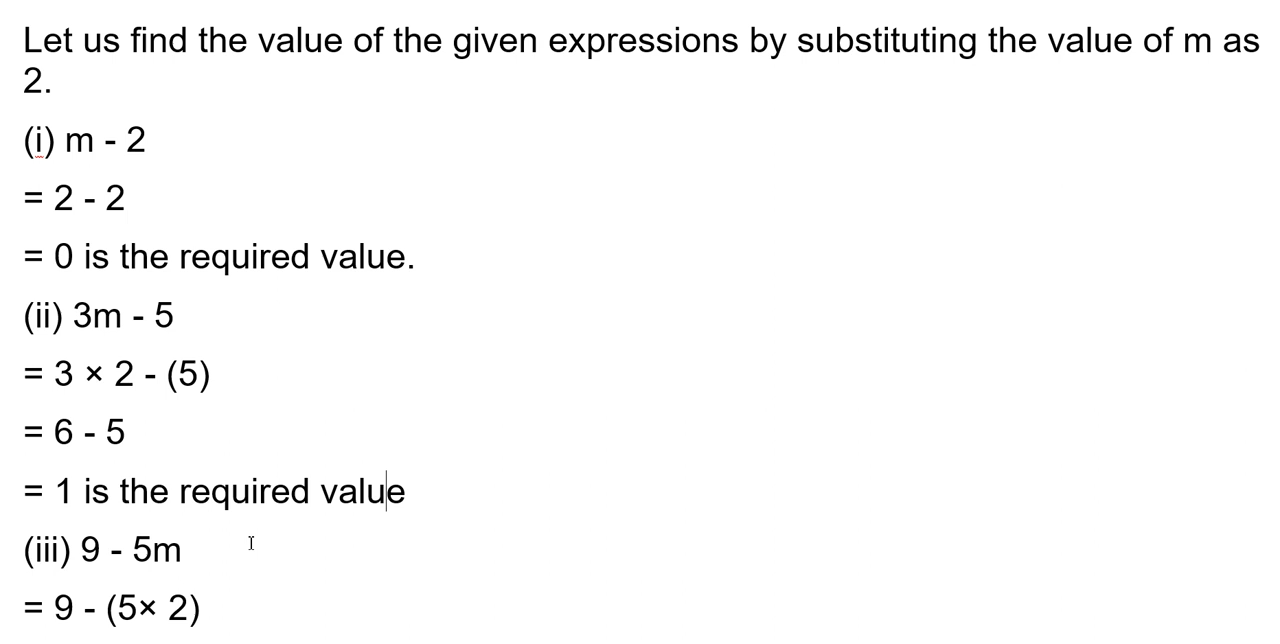 Let us find the value of the given expressions by substituting the value of m as
2.
(i) m - 2
= 2 - 2
= 0 is the required value.
(ii) 3m - 5
= 3 × 2 - (5)
= 6 - 5
= 1 is the required value
(iii) 9 - 5m
= 9 - (5× 2)